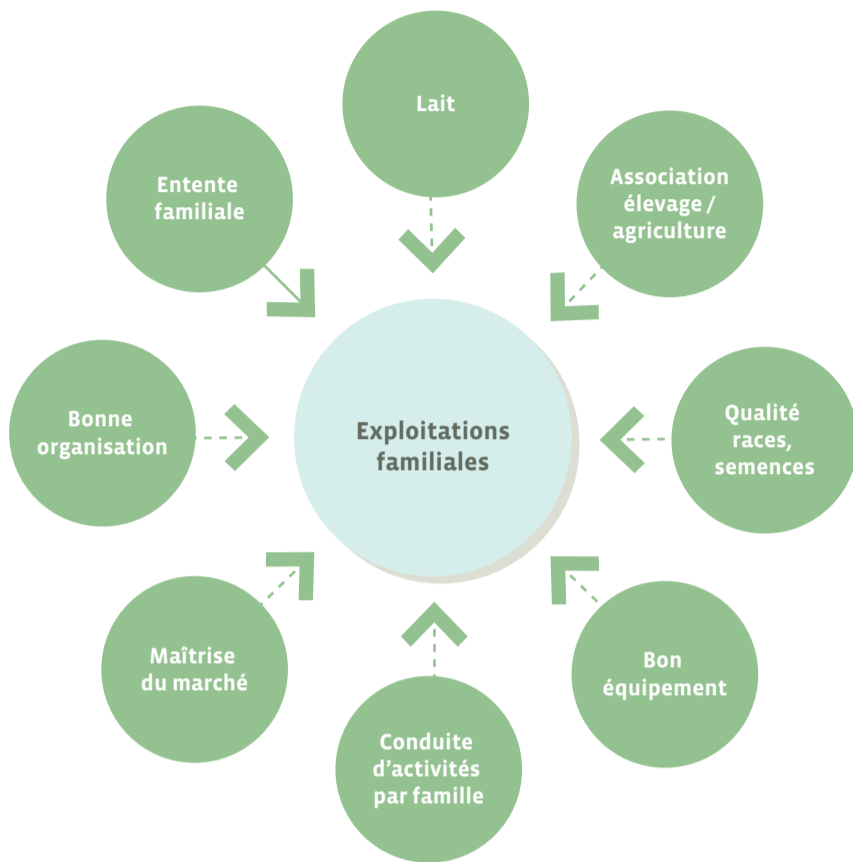 Lait
Association
élevage /
agriculture
Entente
familiale
Qualité
races,
semences
Exploitations
familiales
Bonne
organisation
Bon
équipement
Maîtrise
du marché
Conduite
d’activités
par famille